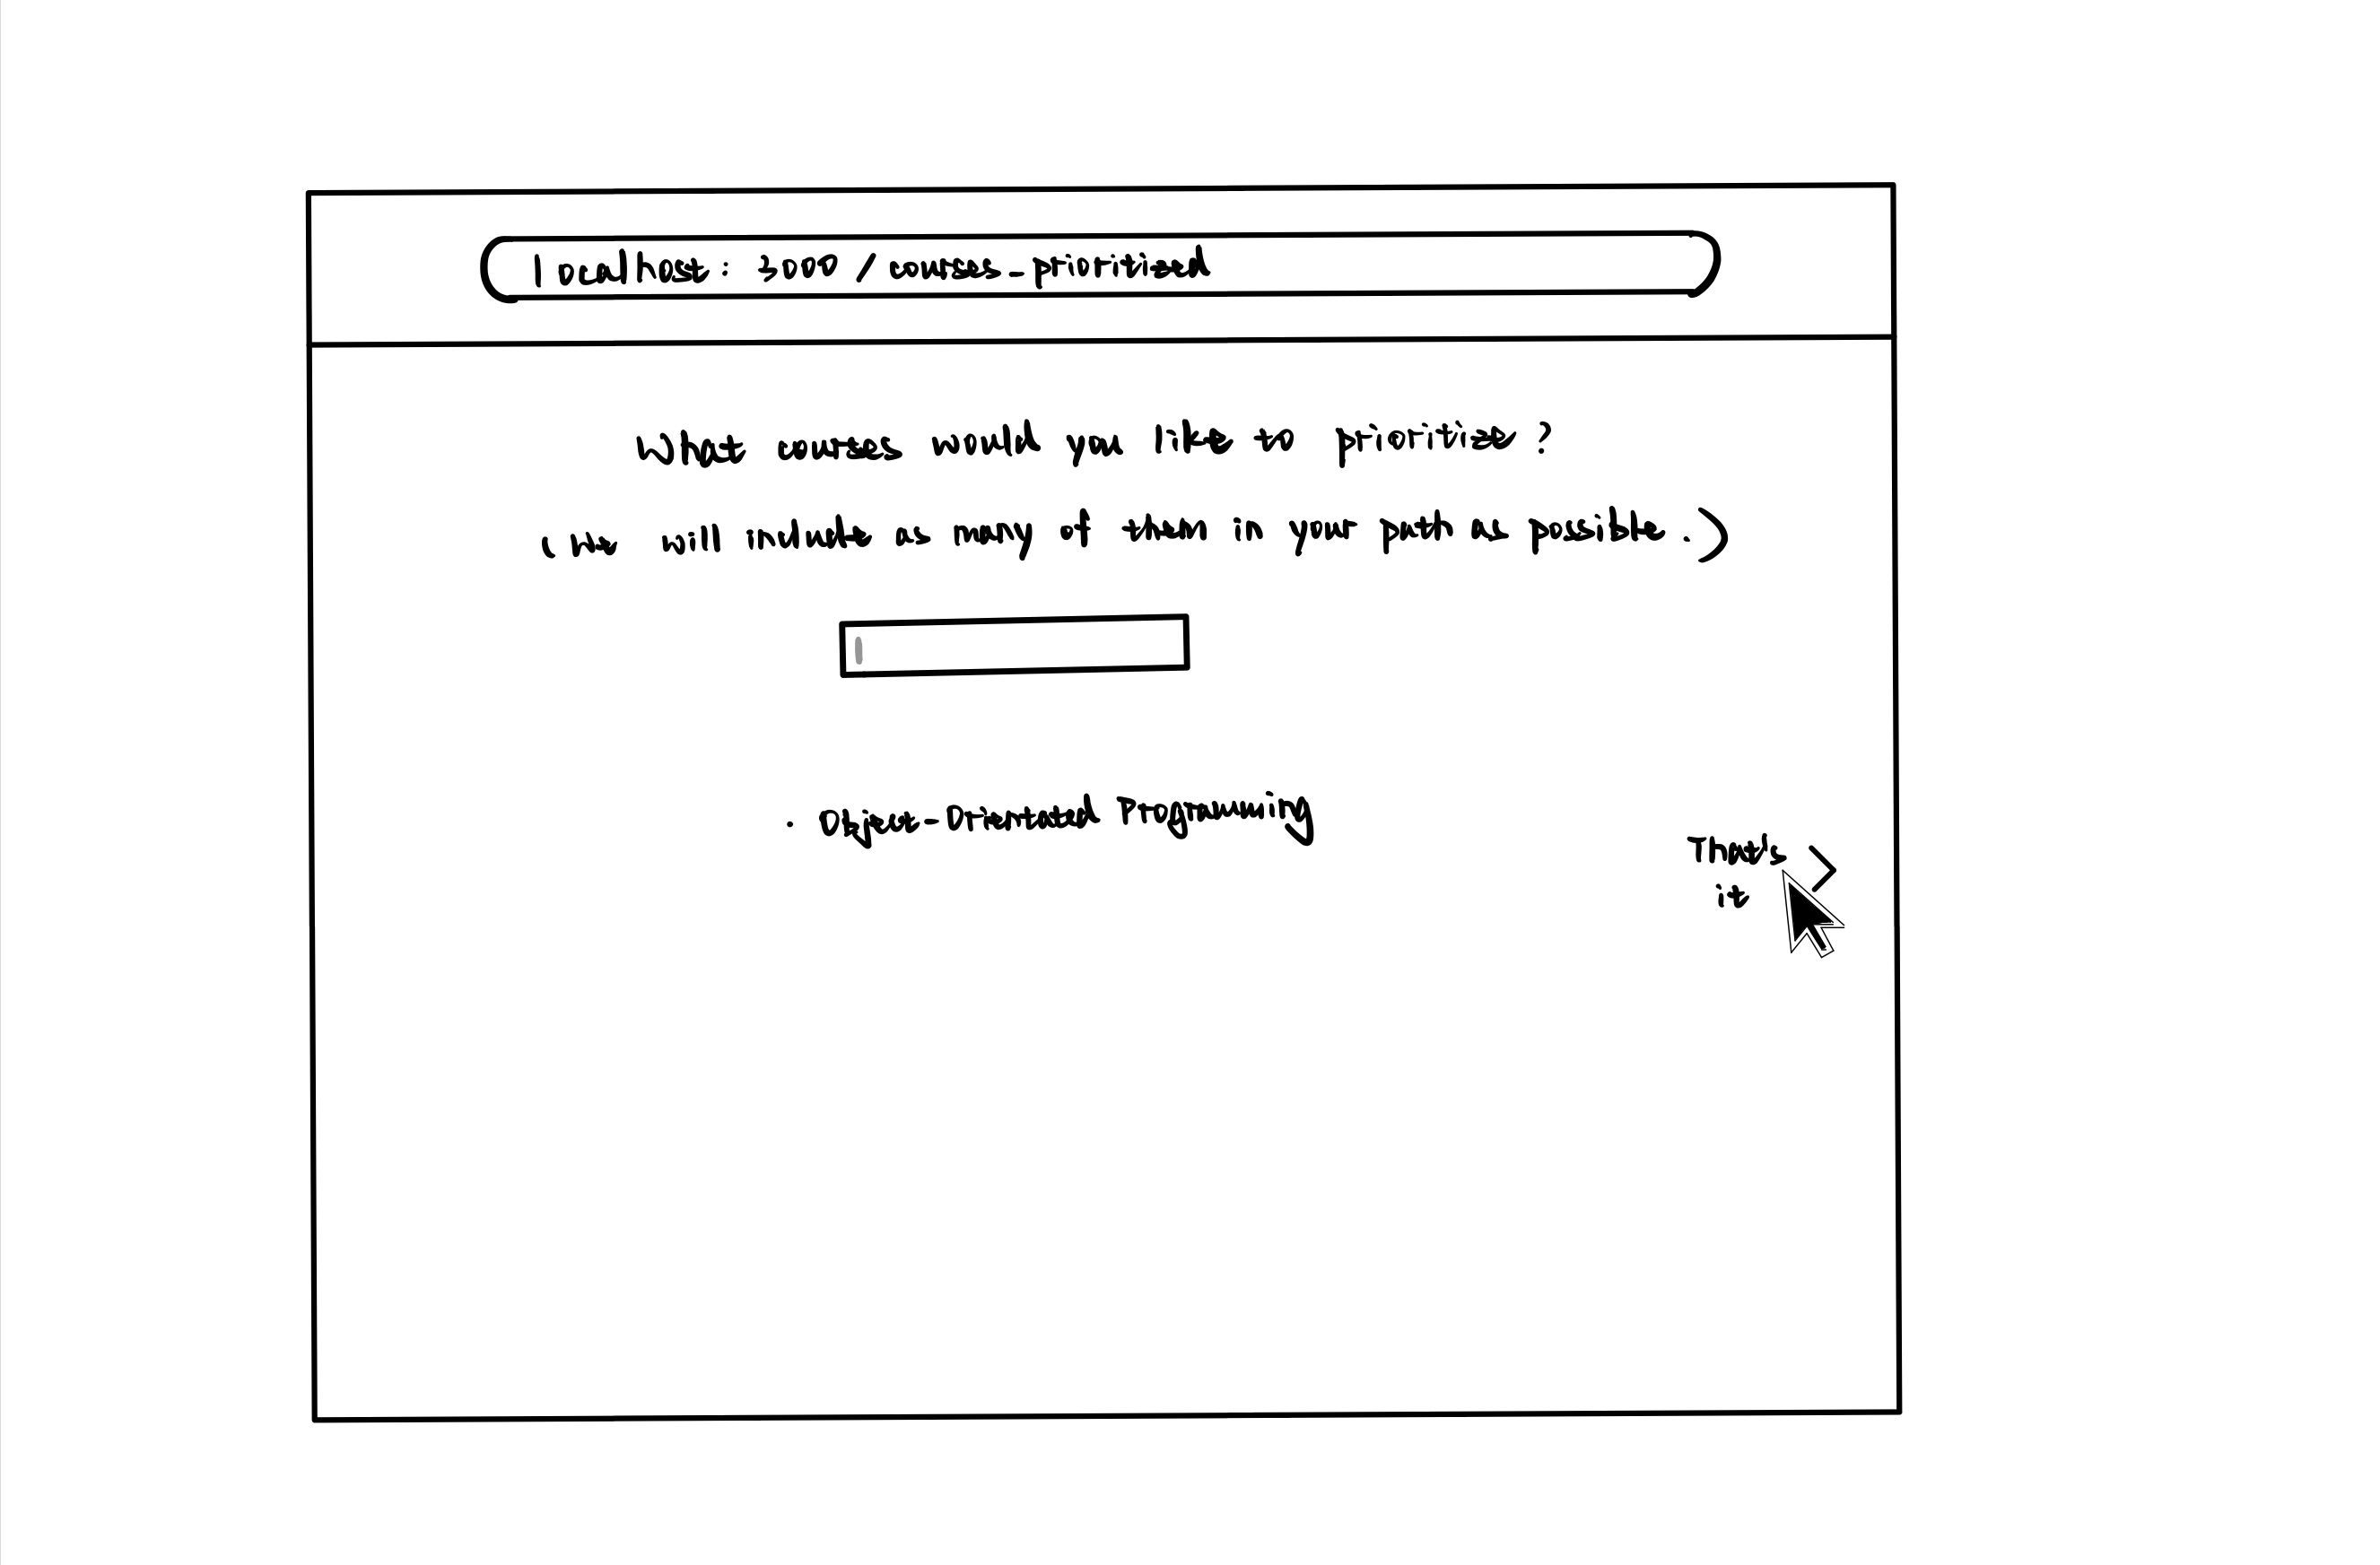 localhost:3000/courses_prioritized
What courses would you like to prioritize?
(We will include as many of them in your path as possible.)
• Object-Orientated Programming
That's >
it